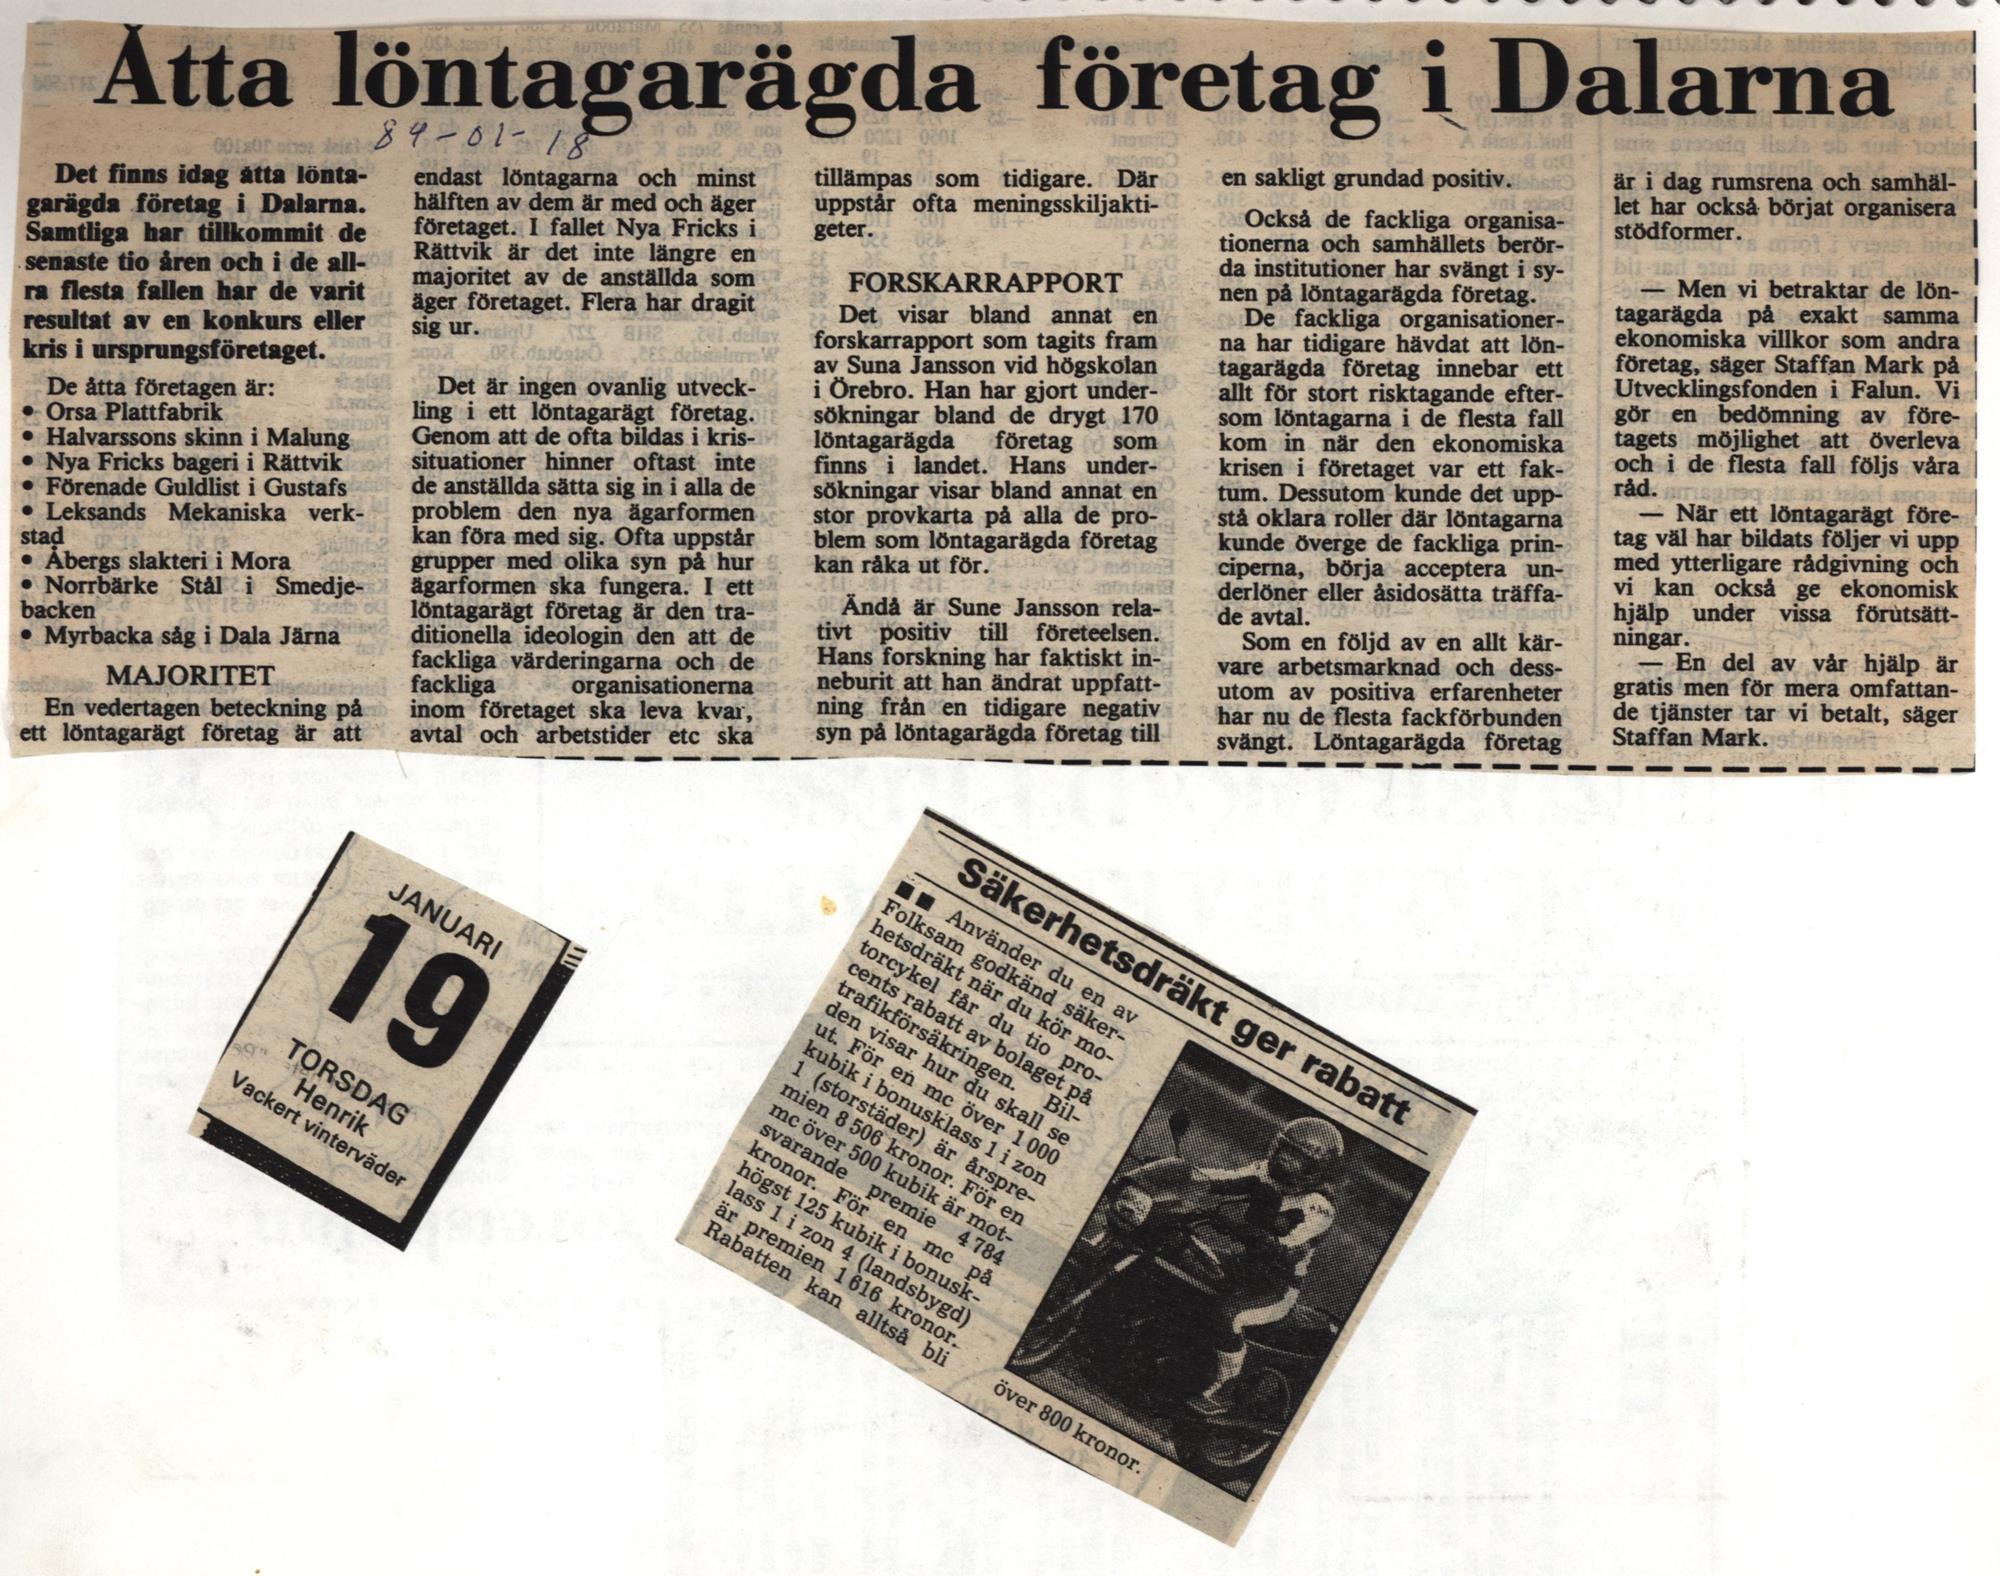 Åtta löntagarägda företag i Dalarna
84-01-18
Det finns idag åtta lönta-
garägda företag i Dalarna.
Samtliga har tillkommit de
senaste tio åren och i de all-
ra flesta fallen har de varit
resultat av en konkurs eller
kris i ursprungsföretaget.
De åtta företagen är:
• Orsa Plattfabrik
• Halvarssons skinn i Malung
• Nya Fricks bageri i Rättvik
• Förenade Guldlist i Gustafs
• Leksands Mekaniska verk-
stad
• Åbergs slakteri i Mora
• Norrbärke Stål i Smedje-
backen
• Myrbacka såg i Dala Järna
MAJORITET
En vedertagen beteckning på
ett löntagarägt företag är att
endast löntagarna och minst
hälften av dem är med och äger
företaget. I fallet Nya Fricks i
Rättvik är det inte längre en
majoritet av de anställda som
äger företaget. Flera har dragit
sig ur.
Det är ingen ovanlig utveck-
ling i ett löntagarägt företag.
Genom att de ofta bildas i kris-
situationer hinner oftast inte
de anställda sätta sig in i alla de
problem den nya ägarformen
kan föra med sig. Ofta uppstår
grupper med olika syn på hur
ägarformen ska fungera. I ett
löntagarägt företag är den tra-
ditionella ideologin den att de
fackliga värderingarna och de
fackliga organisationerna
inom företaget ska leva kvar,
avtal och arbetstider etc ska
tillämpas som tidigare. Där
uppstår ofta meningsskiljakti-
geter.
FORSKARRAPPORT
Det visar bland annat en
forskarrapport som tagits fram
av Suna Jansson vid högskolan
i Örebro. Han har gjort under-
sökningar bland de drygt 170
löntagarägda företag som
finns i landet. Hans under-
sökningar visar bland annat en
stor provkarta på alla de pro-
blem som löntagarägda företag
kan råka ut för.
Ändå är Sune Jansson rela-
tivt positiv till företeelsen.
Hans forskning har faktiskt in-
neburit att han ändrat uppfatt-
ning från en tidigare negativ
syn på löntagarägda företag till
en sakligt grundad positiv.
Också de fackliga organisa-
tionerna och samhällets berör-
da institutioner har svängt i sy-
nen på löntagarägda företag.
De fackliga organisationer-
na har tidigare hävdat att lön-
tagarägda företag innebar ett
allt för stort risktagande efter-
som löntagarna i de flesta fall
kom in när den ekonomiska
krisen i företaget var ett fak-
tum. Dessutom kunde det upp-
stå oklara roller där löntagarna
kunde överge de fackliga prin-
ciperna, börja acceptera un-
derlöner eller åsidosätta träffa-
de avtal.
Som en följd av en allt kär-
vare arbetsmarknad och dess-
utom av positiva erfarenheter
har nu de flesta fackförbunden
svängt. Löntagarägda företag
är i dag rumsrena och samhäl-
let har också börjat organisera
stödformer.
— Men vi betraktar de lön-
tagarägda på exakt samma
ekonomiska villkor som andra
företag, säger Staffan Mark på
Utvecklingsfonden i Falun. Vi
gör en bedömning av före-
tagets möjlighet att överleva
och i de flesta fall följs våra
råd.
— När ett löntagarägt före-
tag väl har bildats följer vi upp
med ytterligare rådgivning och
vi kan också ge ekonomisk
hjälp under vissa förutsätt-
ningar.
— En del av vår hjälp är
gratis men för mera omfattan-
de tjänster tar vi betalt, säger
Staffan Mark.
JANUARI
19
TORSDAG
Henrik
Vackert vinterväder
Säkerhetsdräkt ger rabatt
Använder du en av
Folksam godkänd säker-
hetsdräkt när du kör mo-
torcykel får du tio pro-
cents rabatt av bolaget på
trafikförsäkringen. Bil-
den visar hur du skall se
ut. För en mc över 1 000
kubik i bonusklass 1 i zon
1 (storstäder) är årspre-
mien 8 506 kronor. För en
mc över 500 kubik är mot-
svarande premie 4 784
kronor. För en mc på
högst 125 kubik i bonusk-
lass 1 i zon 4 (landsbygd)
är premien 1 616 kronor.
Rabatten kan alltså bli
över 800 kronor.